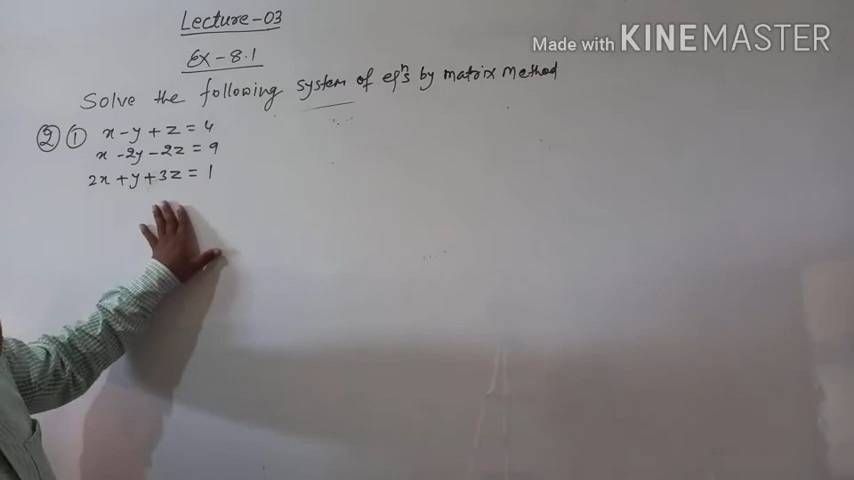 Lecture-03
Made with KINEMASTER
Ex-8.1
Solve the following system of eqⁿs by matrix method
② ① x - y + z = 4
x - 2y - 2z = 9
2x + y + 3z = 1